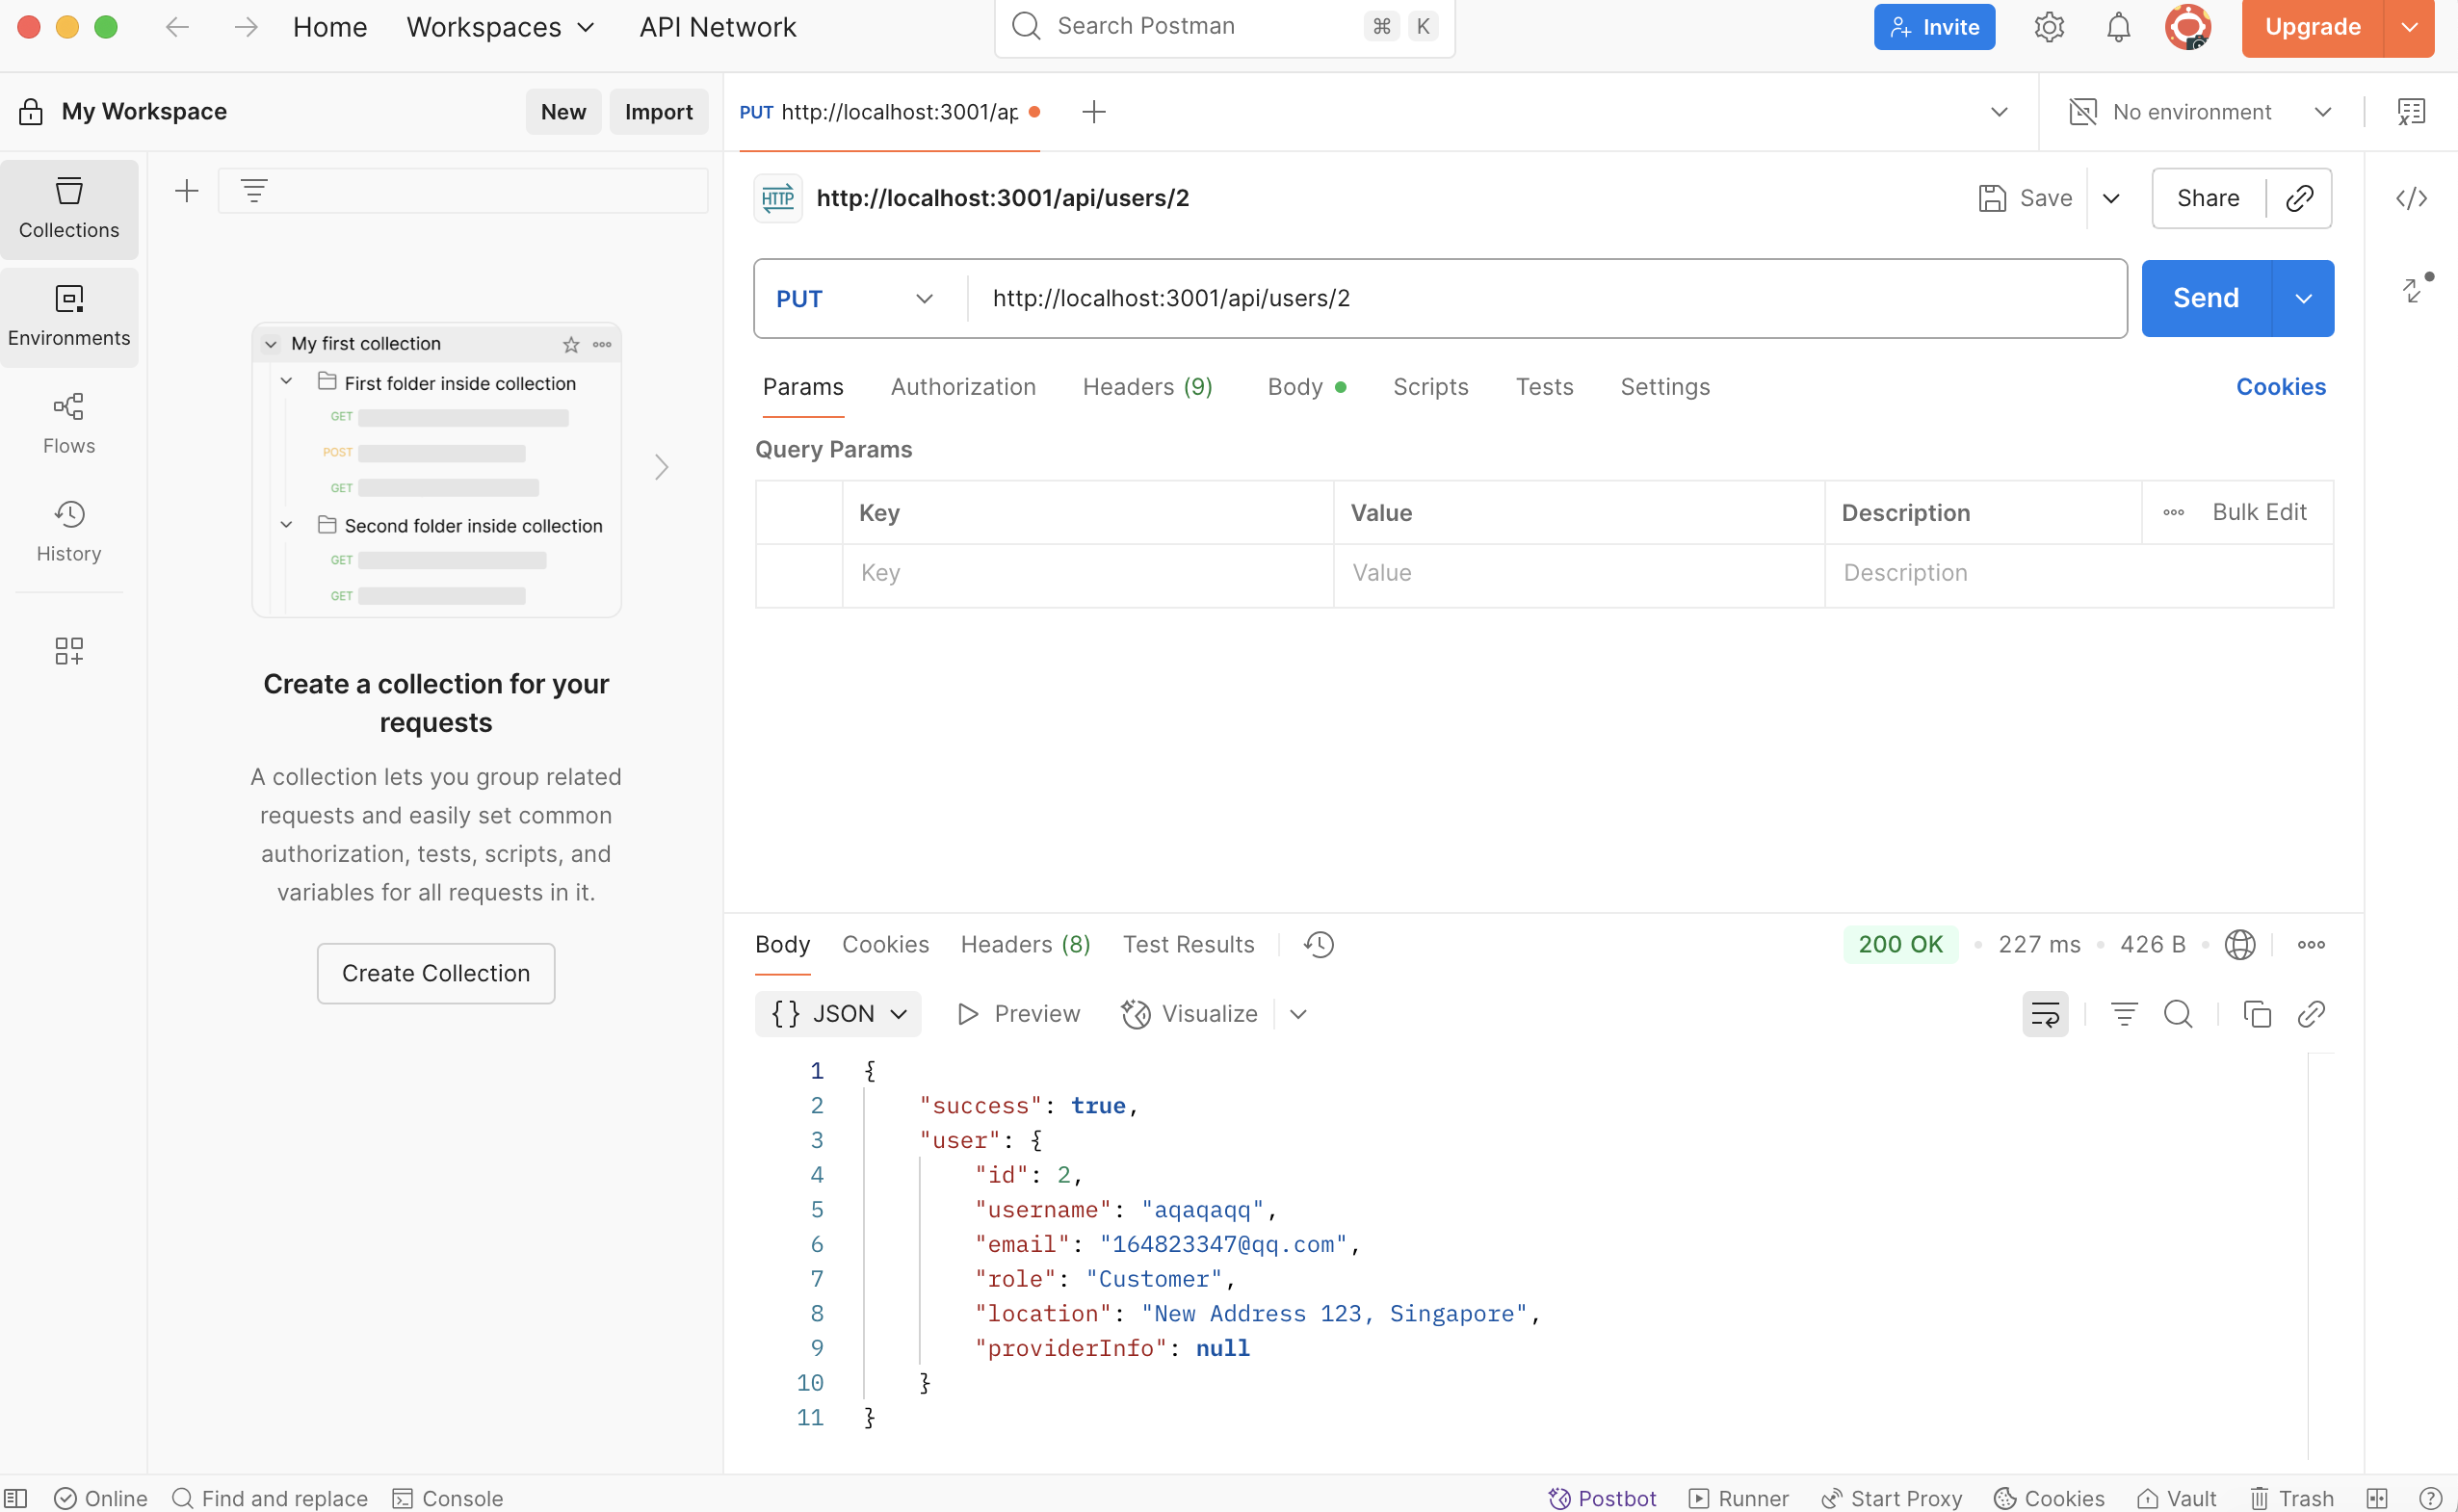 Home Workspaces API Network Search Postman ⌘ K Invite Upgrade
My Workspace New Import PUT http://localhost:3001/ap No environment
HTTP http://localhost:3001/api/users/2 Save Share
Collections
Environments
Flows
History
My first collection
First folder inside collection
GET
POST
GET
Second folder inside collection
GET
GET
Create a collection for your
requests
A collection lets you group related
requests and easily set common
authorization, tests, scripts, and
variables for all requests in it.
Create Collection
PUT http://localhost:3001/api/users/2 Send
Params Authorization Headers (9) Body Scripts Tests Settings Cookies
Query Params
Key Value Description Bulk Edit
Key Value Description
Body Cookies Headers (8) Test Results 200 OK 227 ms 426 B
{} JSON Preview Visualize
1 {
2 "success": true,
3 "user": {
4 "id": 2,
5 "username": "aqaqaqq",
6 "email": "164823347@qq.com",
7 "role": "Customer",
8 "location": "New Address 123, Singapore",
9 "providerInfo": null
10 }
11 }
Online Find and replace Console Postbot Runner Start Proxy Cookies Vault Trash